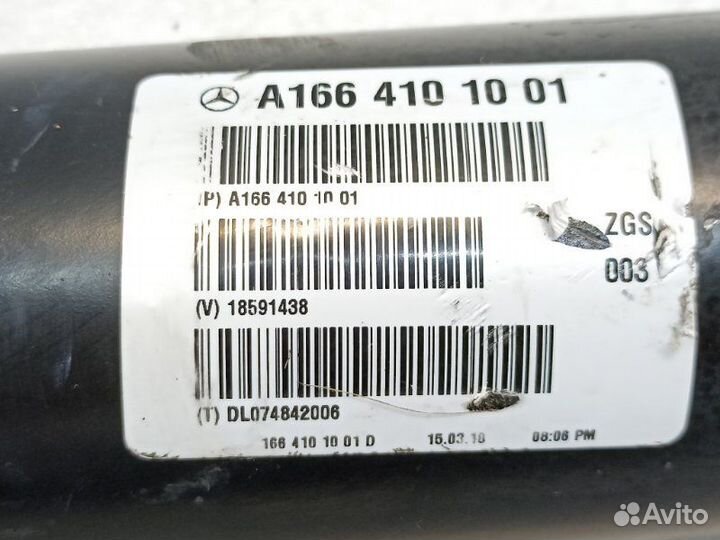 A166 410 10 01
(P) A166 410 10 01
ZGS
003
(V) 18591438
(T) DL074842006
166 410 10 01 D 15.03.18 08:06 PM
Avito